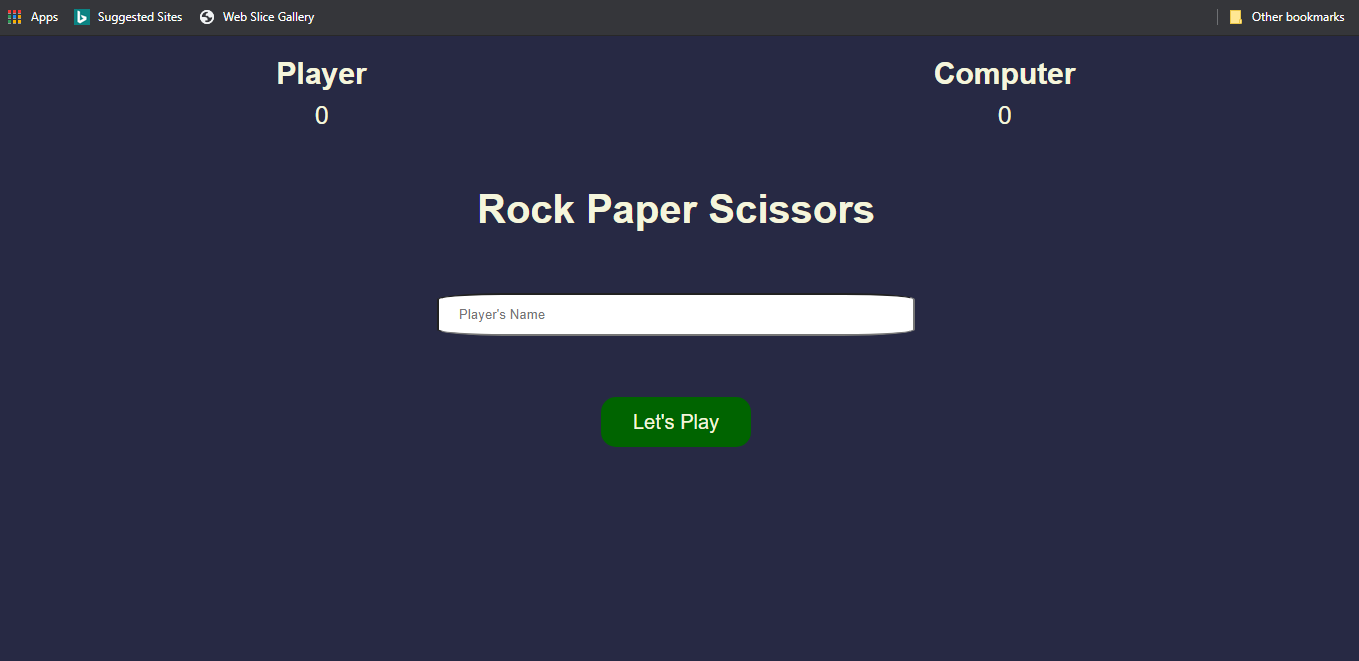 Apps Suggested Sites Web Slice Gallery Other bookmarks
Player Computer
0 0
Rock Paper Scissors
Player's Name
Let's Play